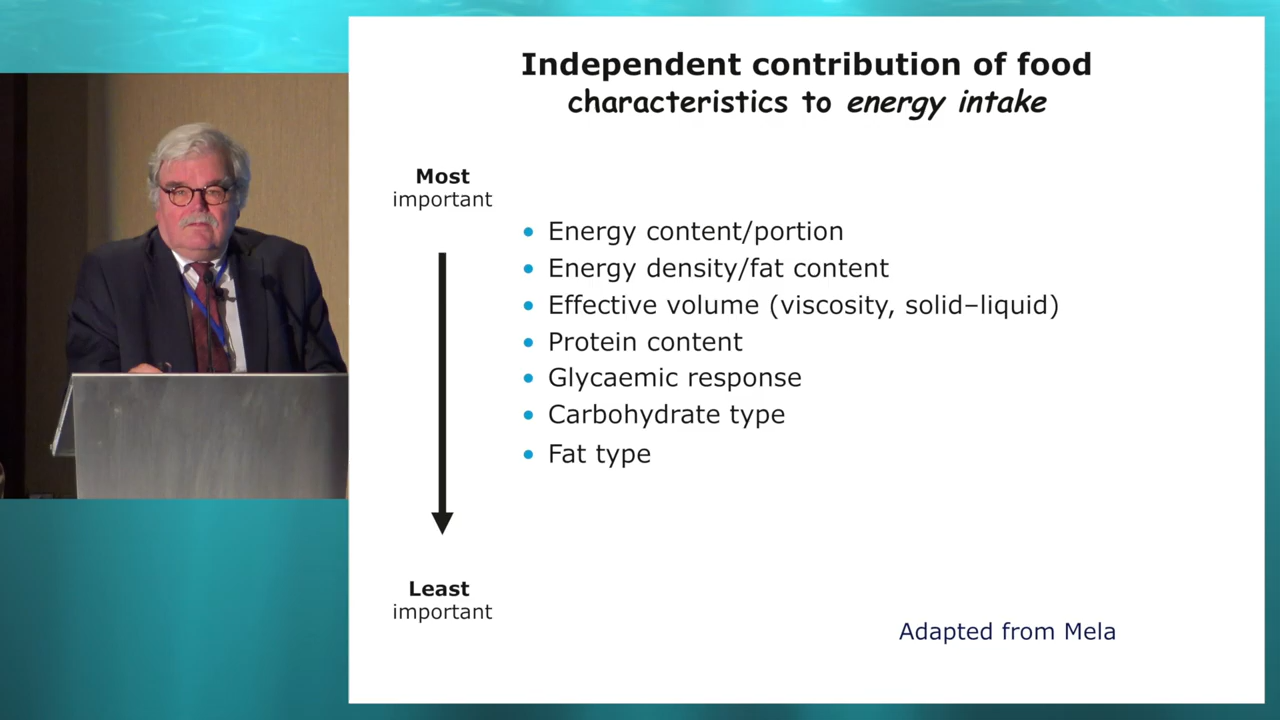 Independent contribution of food
characteristics to energy intake
Most
important
• Energy content/portion
• Energy density/fat content
• Effective volume (viscosity, solid–liquid)
• Protein content
• Glycaemic response
• Carbohydrate type
• Fat type
Least
important
Adapted from Mela